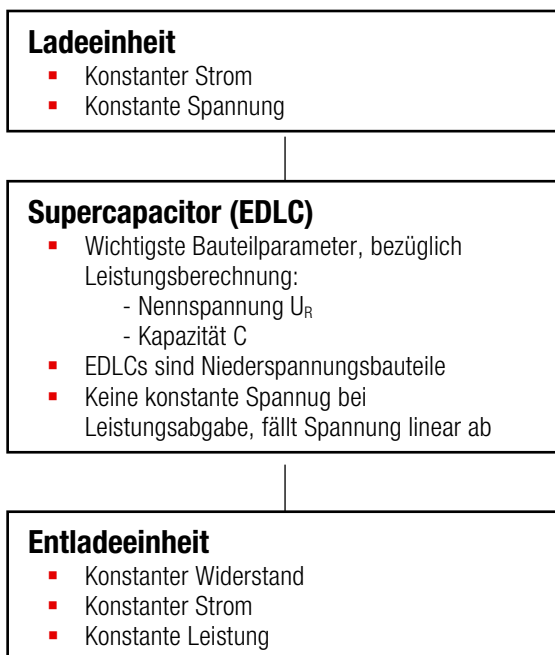 Ladeeinheit
▪ Konstanter Strom
▪ Konstante Spannung
Supercapacitor (EDLC)
▪ Wichtigste Bauteilparameter, bezüglich
Leistungsberechnung:
- Nennspannung U_R
- Kapazität C
▪ EDLCs sind Niederspannungsbauteile
▪ Keine konstante Spannug bei
Leistungsabgabe, fällt Spannung linear ab
Entladeeinheit
▪ Konstanter Widerstand
▪ Konstanter Strom
▪ Konstante Leistung